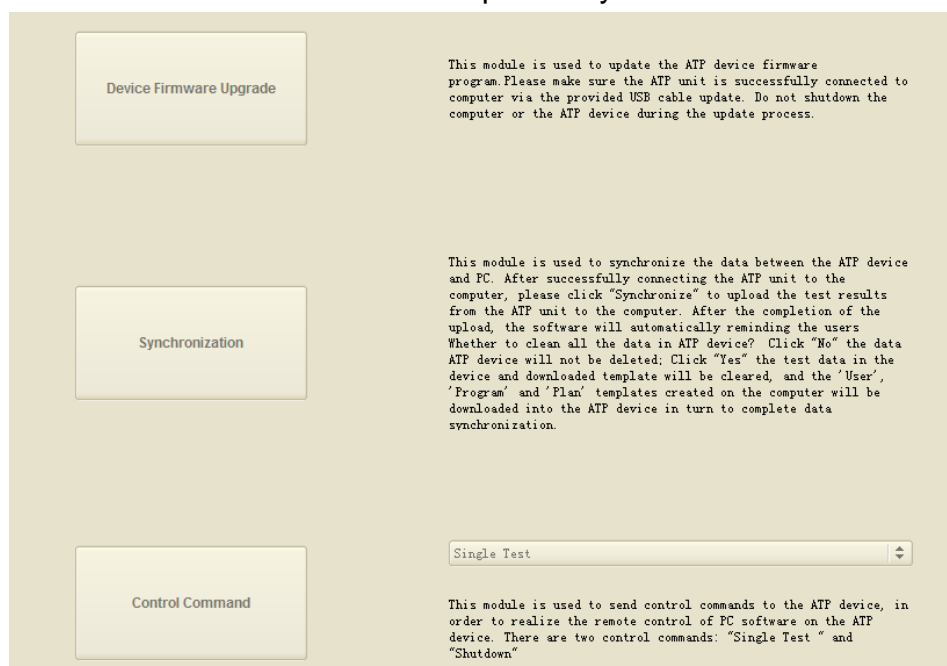 Device Firmware Upgrade
This module is used to update the ATP device firmware
program.Please make sure the ATP unit is successfully connected to
computer via the provided USB cable update. Do not shutdown the
computer or the ATP device during the update process.
Synchronization
This module is used to synchronize the data between the ATP device
and PC. After successfully connecting the ATP unit to the
computer, please click "Synchronize" to upload the test results
from the ATP unit to the computer. After the completion of the
upload, the software will automatically reminding the users
Whether to clean all the data in ATP device? Click "No" the data
ATP device will not be deleted; Click "Yes" the test data in the
device and downloaded template will be cleared, and the 'User',
'Program' and 'Plan' templates created on the computer will be
downloaded into the ATP device in turn to complete data
synchronization.
Control Command
Single Test
This module is used to send control commands to the ATP device, in
order to realize the remote control of PC software on the ATP
device. There are two control commands: "Single Test " and
"Shutdown"